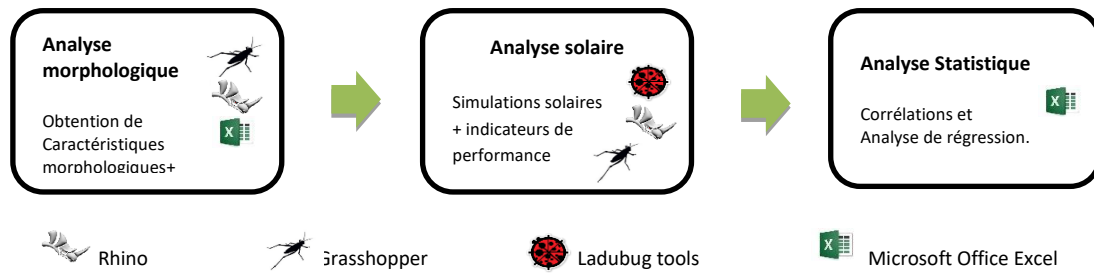 Analyse
morphologique
Obtention de
Caractéristiques
morphologiques+
Analyse solaire
Simulations solaires
+ indicateurs de
performance
Analyse Statistique
Corrélations et
Analyse de régression.
Rhino
Grasshopper
Ladubug tools
Microsoft Office Excel